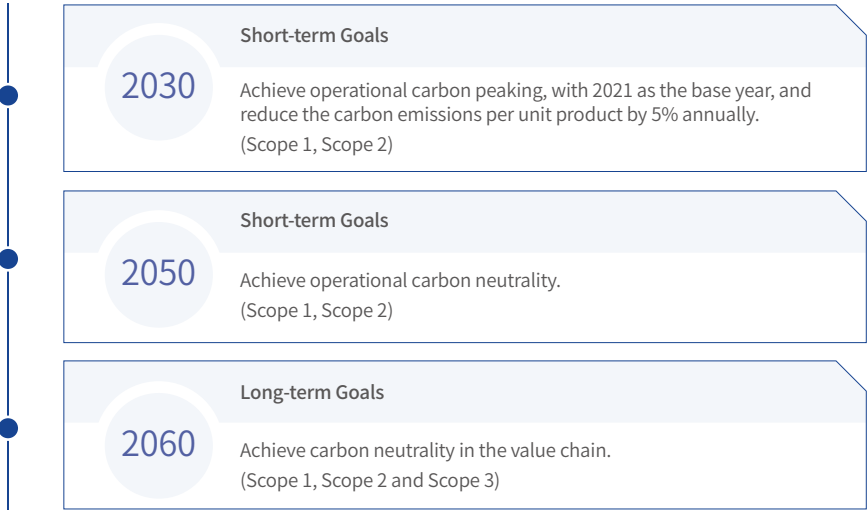 Short-term Goals
2030
Achieve operational carbon peaking, with 2021 as the base year, and
reduce the carbon emissions per unit product by 5% annually.
(Scope 1, Scope 2)
Short-term Goals
2050
Achieve operational carbon neutrality.
(Scope 1, Scope 2)
Long-term Goals
2060
Achieve carbon neutrality in the value chain.
(Scope 1, Scope 2 and Scope 3)